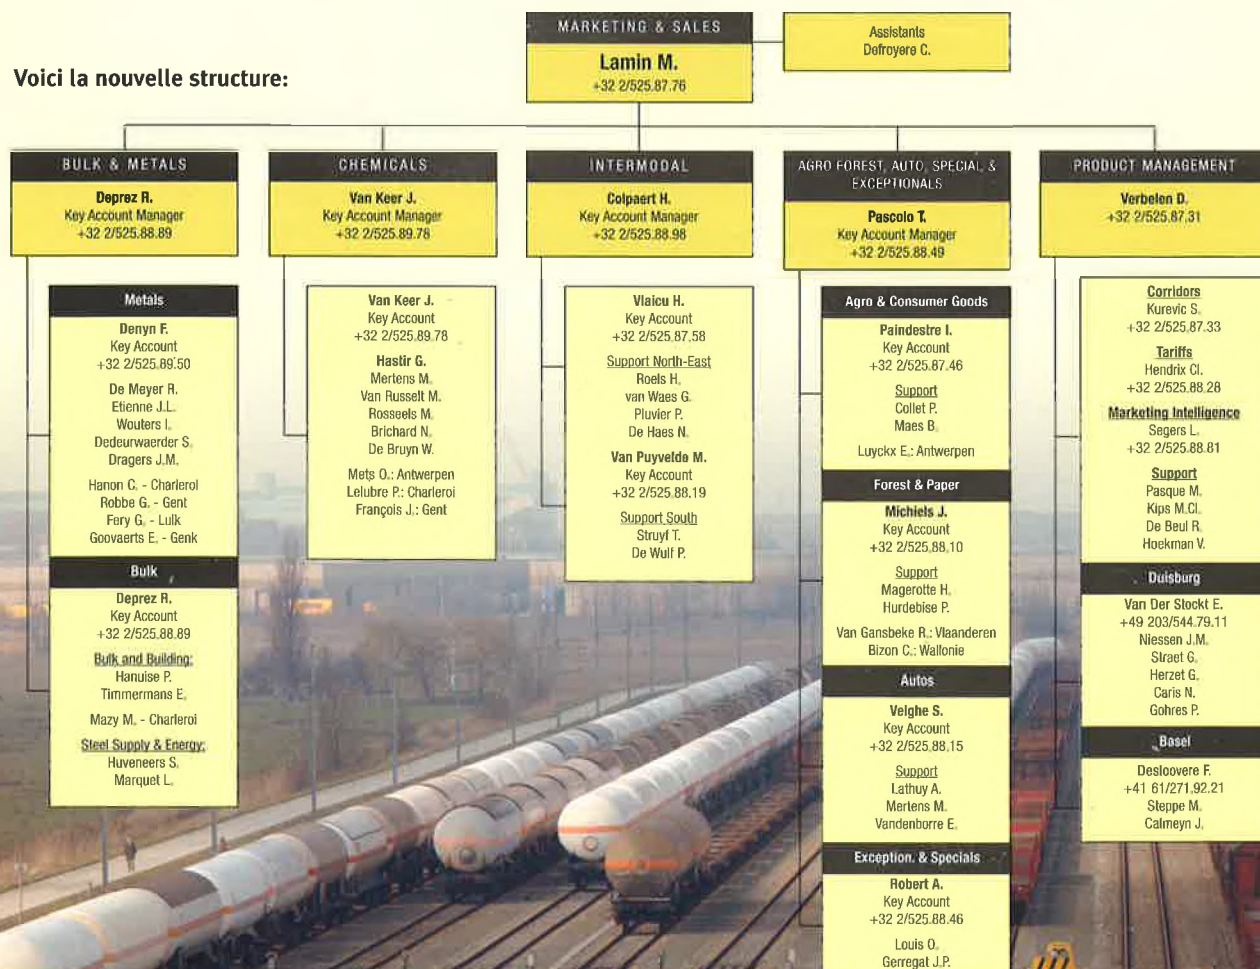 Voici la nouvelle structure:
MARKETING & SALES
Lamin M.
+32 2/525.87.76
Assistants
Defroyere C.
BULK & METALS
Deprez R.
Key Account Manager
+32 2/525.88.89
Metals
Denyn F.
Key Account
+32 2/525.89.50
De Meyer R.
Etienne J.L.
Wouters I.
Dedeurwaerder S.
Dragers J.M.
Hanon C. - Charleroi
Robbe G. - Gent
Fery G. - Luik
Goovaerts E. - Genk
Bulk
Deprez R.
Key Account
+32 2/525.88.89
Bulk and Building:
Hanuise P.
Timmermans E.
Mazy M. - Charleroi
Steel Supply & Energy:
Huveneers S.
Marquet L.
CHEMICALS
Van Keer J.
Key Account Manager
+32 2/525.89.78
Van Keer J.
Key Account
+32 2/525.89.78
Hastir G.
Mertens M.
Van Russelt M.
Rosseels M.
Brichard N.
De Bruyn W.
Mets O.: Antwerpen
Lelubre P.: Charleroi
François J.: Gent
INTERMODAL
Colpaert H.
Key Account Manager
+32 2/525.88.98
Vlaicu H.
Key Account
+32 2/525.87.58
Support North-East
Roels H.
van Waes G.
Pluvier P.
De Haes N.
Van Puyvelde M.
Key Account
+32 2/525.88.19
Support South
Struyf T.
De Wulf P.
AGRO FOREST, AUTO, SPECIAL &
EXCEPTIONALS
Pascolo T.
Key Account Manager
+32 2/525.88.49
Agro & Consumer Goods
Paindestre I.
Key Account
+32 2/525.87.46
Support
Collet P.
Maes B.
Luyckx E.: Antwerpen
Forest & Paper
Michiels J.
Key Account
+32 2/525.88.10
Support
Magerotte H.
Hurdebise P.
Van Gansbeke R.: Vlaanderen
Bizon C.: Wallonie
Autos
Velghe S.
Key Account
+32 2/525.88.15
Support
Lathuy A.
Mertens M.
Vandenborre E.
Exception. & Specials
Robert A.
Key Account
+32 2/525.88.46
Louis O.
Gerregat J.P.
PRODUCT MANAGEMENT
Verbelen D.
+32 2/525.87.31
Corridors
Kurevic S.
+32 2/525.87.33
Tariffs
Hendrix Cl.
+32 2/525.88.28
Marketing Intelligence
Segers L.
+32 2/525.88.81
Support
Pasque M.
Kips M.Cl.
De Beul R.
Hoekman V.
Duisburg
Van Der Stockt E.
+49 203/544.79.11
Niessen J.M.
Straet G.
Herzet G.
Caris N.
Gohres P.
Basel
Desloovere F.
+41 61/271.92.21
Steppe M.
Calmeyn J.